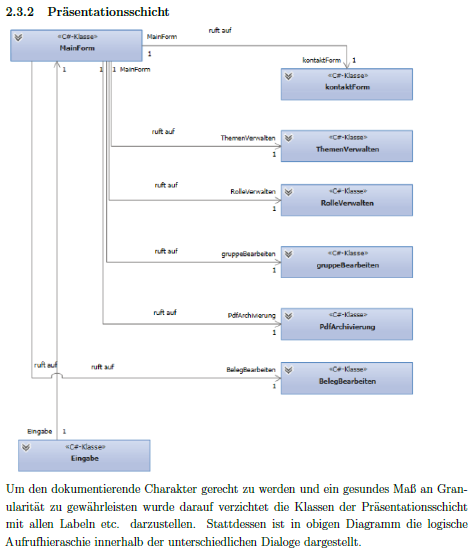 2.3.2 Präsentationsschicht
«C#-Klasse»
MainForm
MainForm
1
ruft auf
kontaktForm
1
«C#-Klasse»
kontaktForm
1
1
1
MainForm
ruft auf
ThemenVerwalten
1
«C#-Klasse»
ThemenVerwalten
ruft auf
RolleVerwalten
1
«C#-Klasse»
RolleVerwalten
ruft auf
gruppeBearbeiten
1
«C#-Klasse»
gruppeBearbeiten
ruft auf
PdfArchivierung
1
«C#-Klasse»
PdfArchivierung
ruft auf
ruft auf
BelegBearbeiten
1
«C#-Klasse»
BelegBearbeiten
Eingabe
1
«C#-Klasse»
Eingabe
Um den dokumentierende Charakter gerecht zu werden und ein gesundes Maß an Gran-
ularität zu gewährleisten wurde darauf verzichtet die Klassen der Präsentationsschicht
mit allen Labeln etc. darzustellen. Stattdessen ist in obigen Diagramm die logische
Aufrufhieraschie innerhalb der unterschiedlichen Dialoge dargestellt.